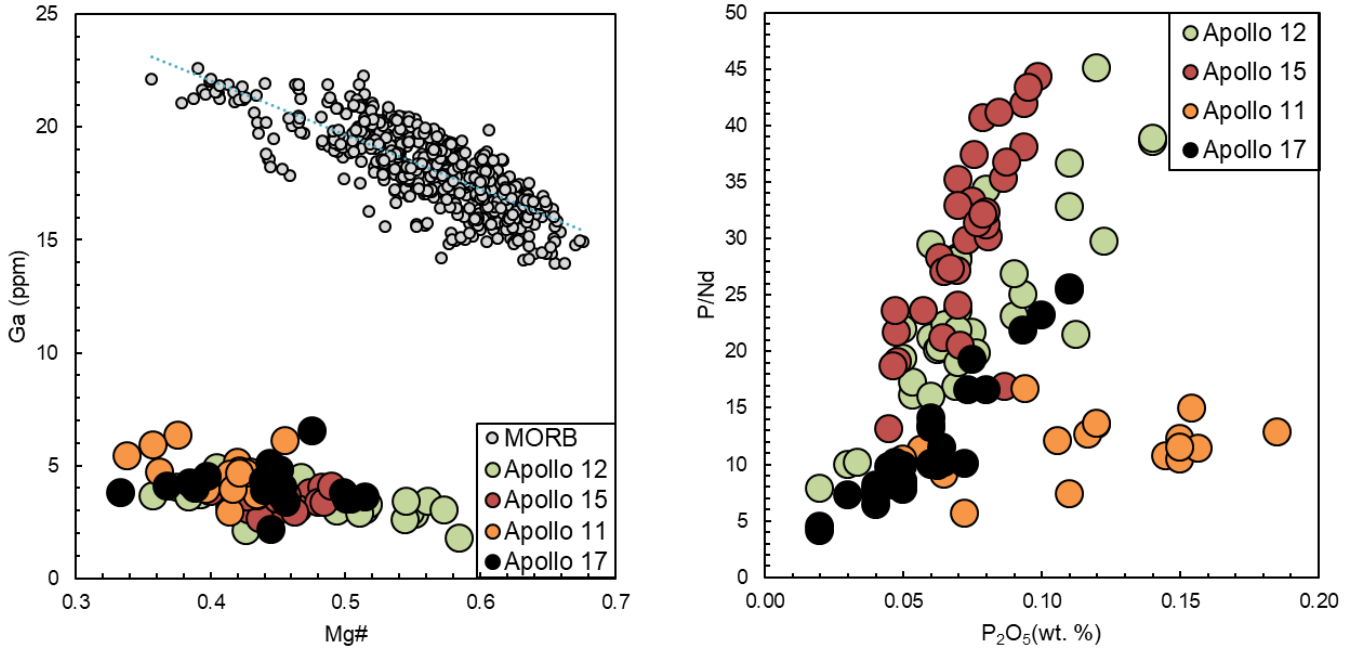 25
20
15
10
5
0
Ga (ppm)
0.3 0.4 0.5 0.6 0.7
Mg#
MORB
Apollo 12
Apollo 15
Apollo 11
Apollo 17
50
45
40
35
30
25
20
15
10
5
0
P/Nd
0.00 0.05 0.10 0.15 0.20
P₂O₅(wt. %)
Apollo 12
Apollo 15
Apollo 11
Apollo 17